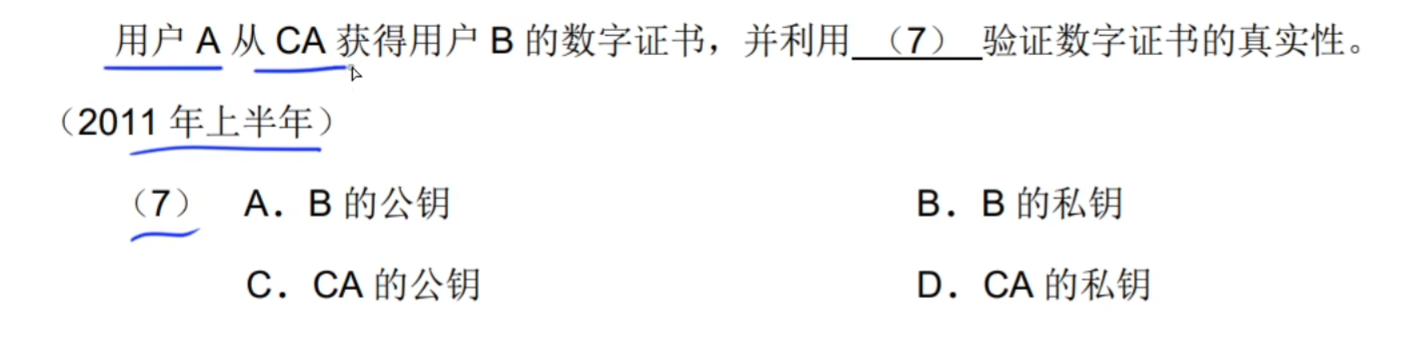 用户 A 从 CA 获得用户 B 的数字证书，并利用 （7） 验证数字证书的真实性。
（2011 年上半年）
（7） A．B 的公钥 B．B 的私钥
C．CA 的公钥 D．CA 的私钥